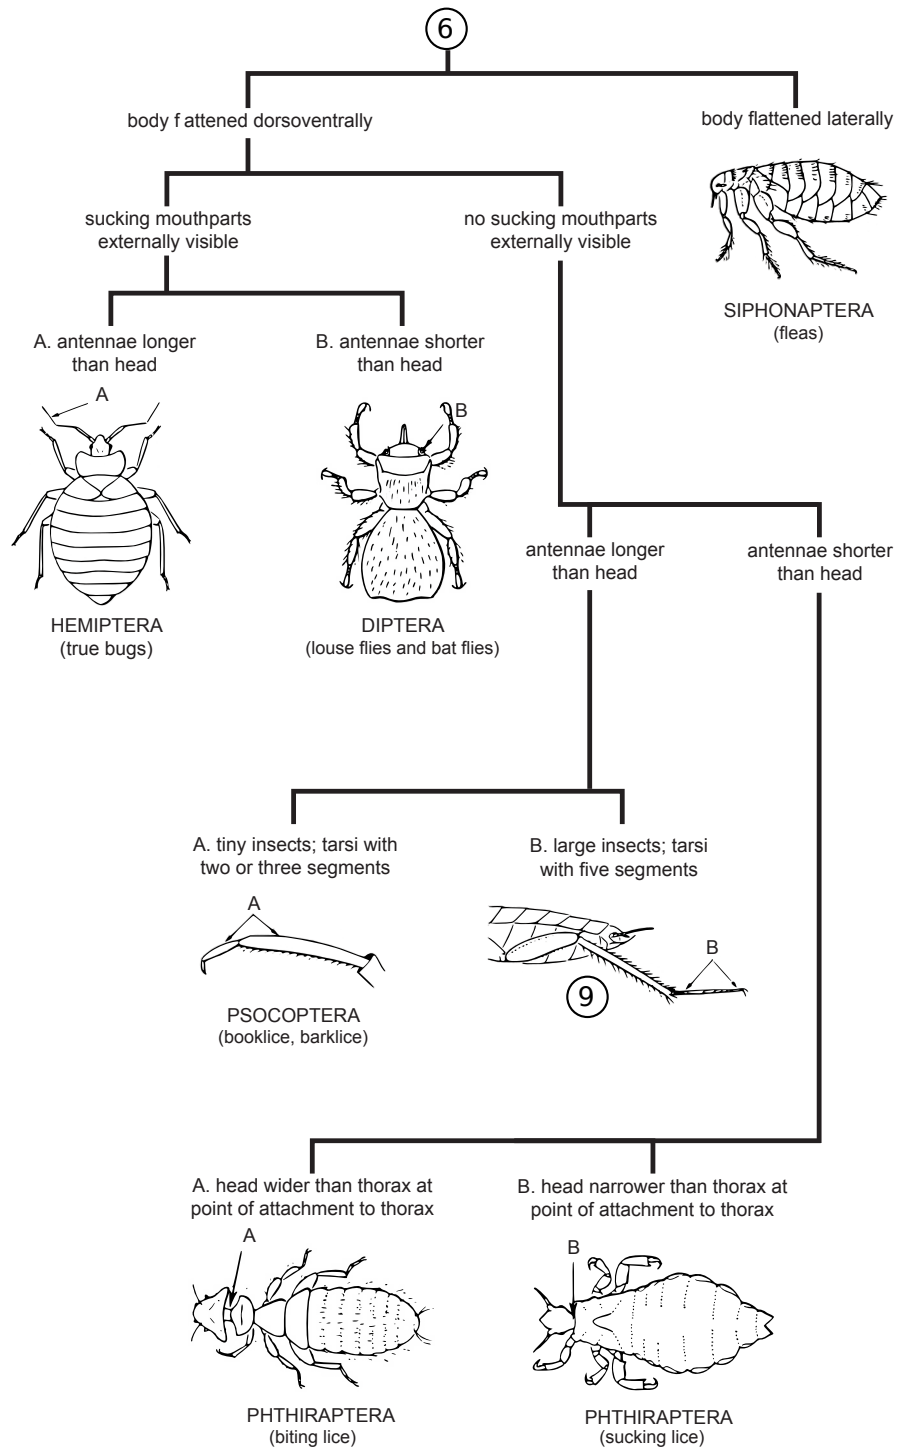 6
body f attened dorsoventrally
body flattened laterally
sucking mouthparts
externally visible
no sucking mouthparts
externally visible
SIPHONAPTERA
(fleas)
A. antennae longer
than head
B. antennae shorter
than head
A
B
HEMIPTERA
(true bugs)
DIPTERA
(louse flies and bat flies)
antennae longer
than head
antennae shorter
than head
A. tiny insects; tarsi with
two or three segments
B. large insects; tarsi
with five segments
A
B
9
PSOCOPTERA
(booklice, barklice)
A. head wider than thorax at
point of attachment to thorax
B. head narrower than thorax at
point of attachment to thorax
A
B
PHTHIRAPTERA
(biting lice)
PHTHIRAPTERA
(sucking lice)